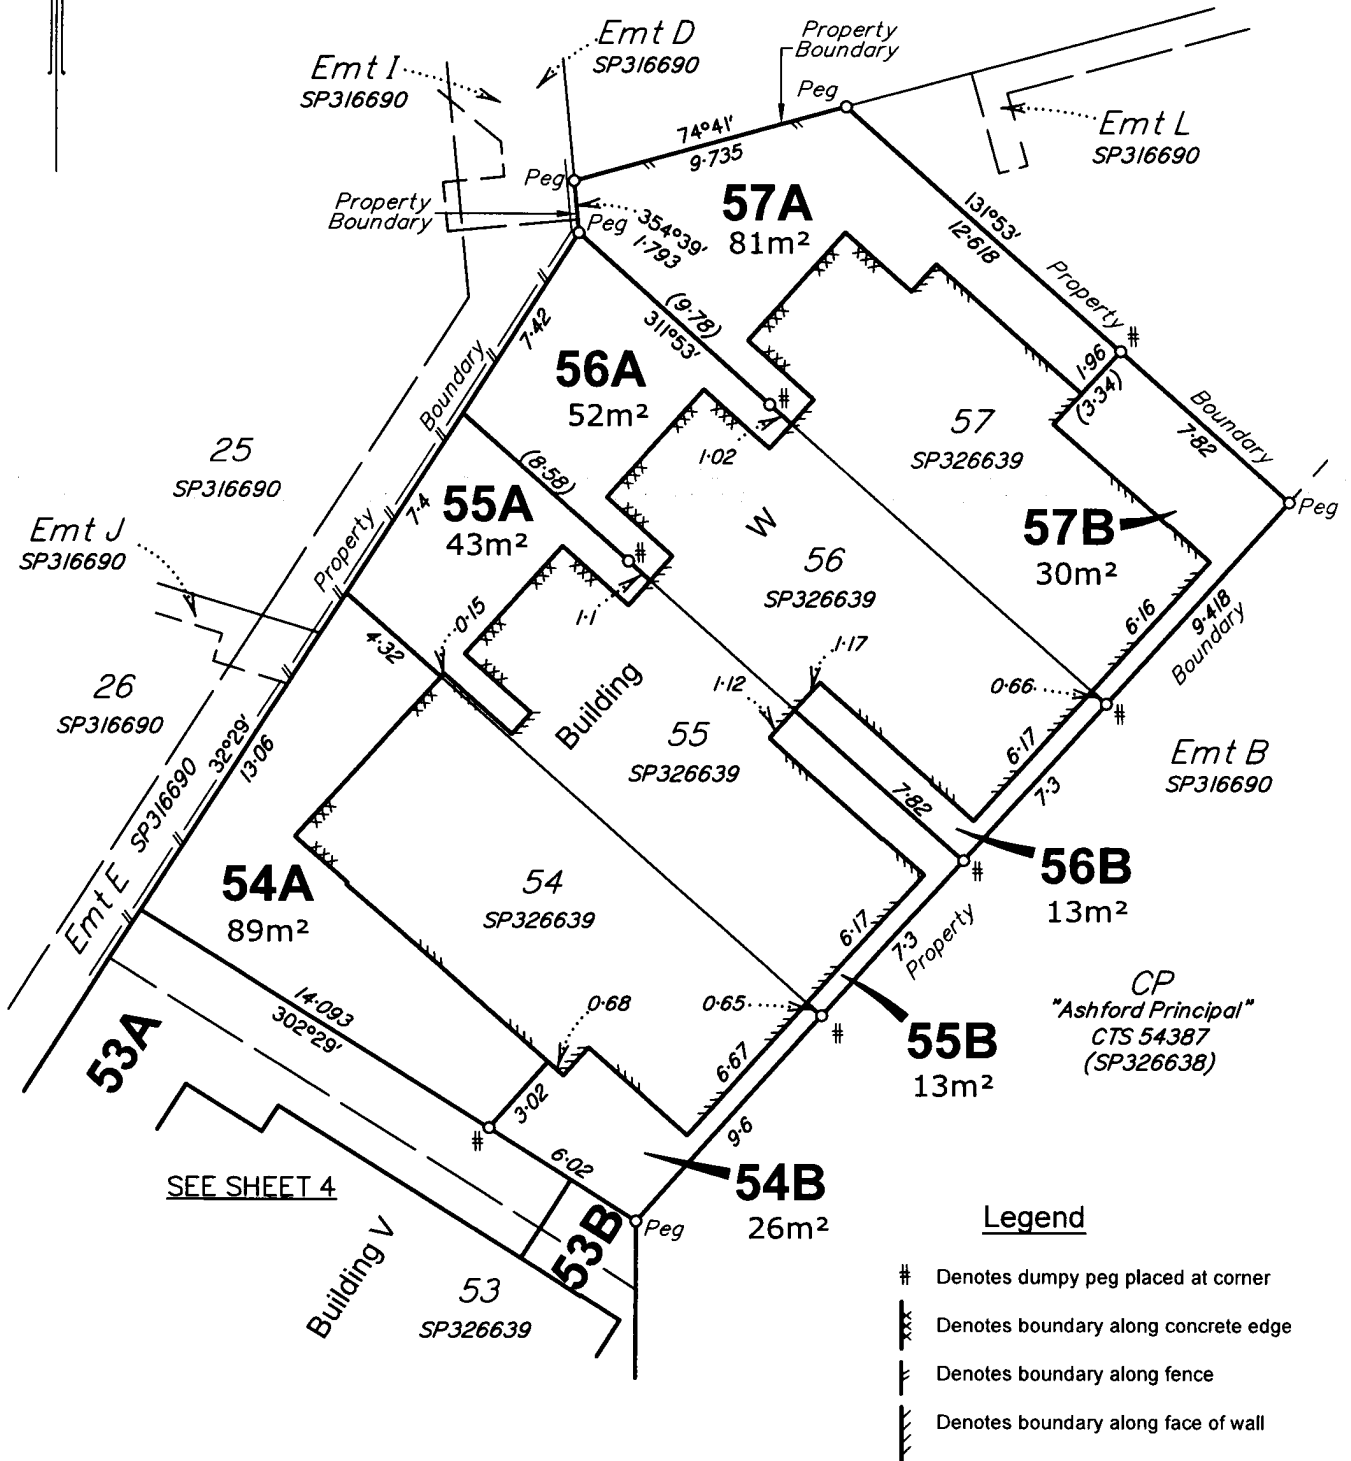 Emt D
SP316690
Property
Boundary
Emt I
SP316690
Peg
Emt L
SP316690
74°41'
9·735
Peg
Property
Boundary
Peg
354°39'
1·793
57A
81m²
131°53'
12·618
Property
#
(9·78)
311°53'
7·42
Boundary
56A
52m²
#
1·96
(3·34)
Boundary
7·82
1·02
57
SP326639
25
SP316690
(8·58)
55A
43m²
7·4
Property
W
57B
30m²
Peg
Emt J
SP316690
#
56
SP326639
1·1
0·15
4·32
6·16
9·418
Boundary
1·17
1·12
0·66
#
26
SP316690
Building
55
SP326639
6·17
7·3
Emt B
SP316690
32°29'
13·06
Emt E SP316690
7·82
#
56B
13m²
54A
89m²
54
SP326639
6·17
7·3
Property
CP
"Ashford Principal"
CTS 54387
(SP326638)
14·093
302°29'
0·68
0·65
#
55B
13m²
53A
6·67
3·02
#
9·6
6·02
54B
26m²
SEE SHEET 4
53B
Peg
Building V
53
SP326639
Legend
# Denotes dumpy peg placed at corner
Denotes boundary along concrete edge
Denotes boundary along fence
Denotes boundary along face of wall